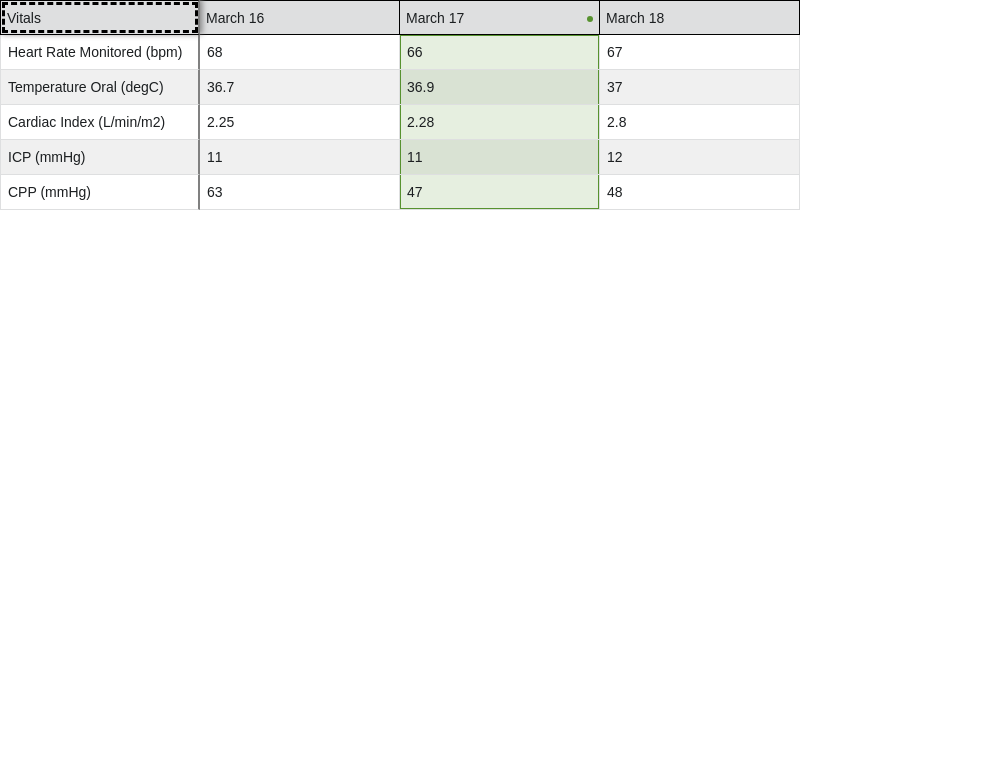 Vitals March 16 March 17 March 18
Heart Rate Monitored (bpm) 68 66 67
Temperature Oral (degC) 36.7 36.9 37
Cardiac Index (L/min/m2) 2.25 2.28 2.8
ICP (mmHg) 11 11 12
CPP (mmHg) 63 47 48